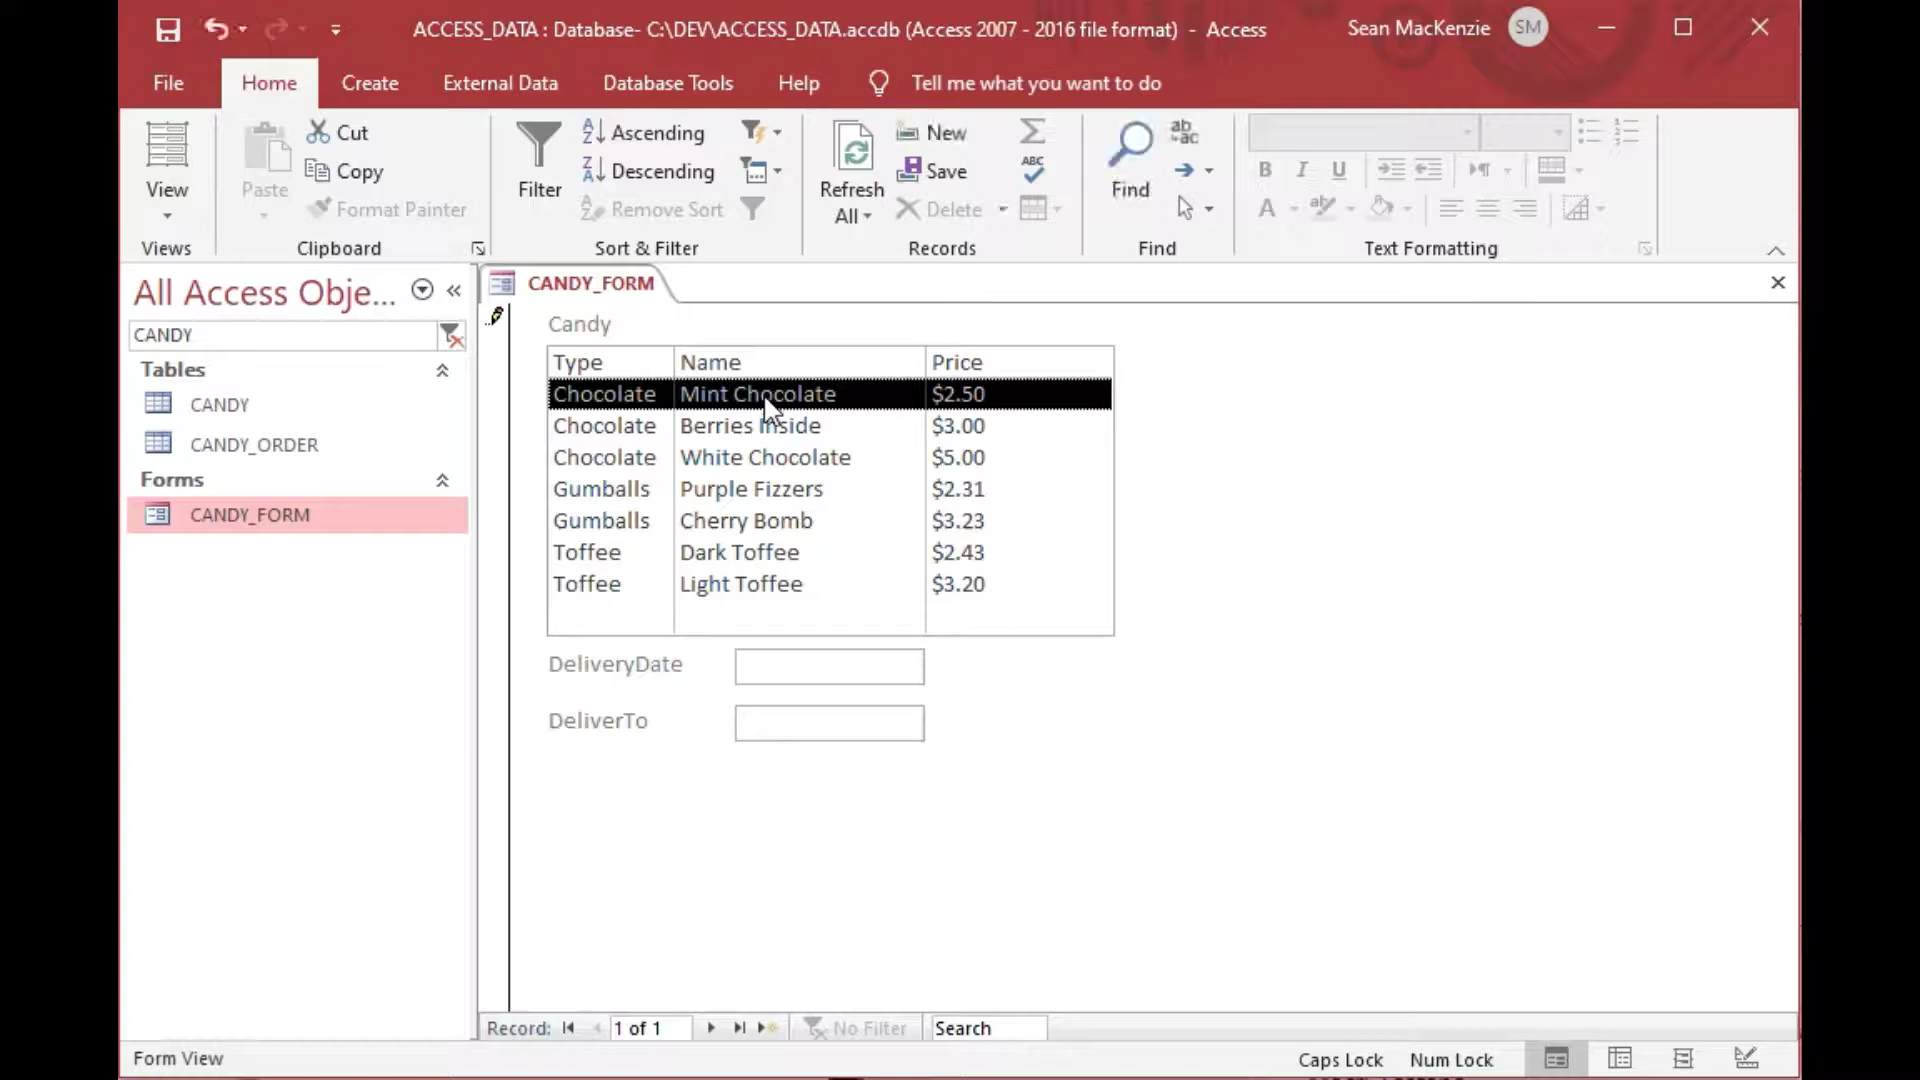 ACCESS_DATA : Database- C:\DEV\ACCESS_DATA.accdb (Access 2007 - 2016 file format) - Access
Sean MacKenzie SM
File Home Create External Data Database Tools Help Tell me what you want to do
View
Views
Paste
Cut
Copy
Format Painter
Clipboard
Filter
Ascending
Descending
Remove Sort
Sort & Filter
Refresh
All
New
Save
Delete
ABC
Records
Find
ab
ac
Find
B I U
A
Text Formatting
All Access Obje...
CANDY
Tables
CANDY
CANDY_ORDER
Forms
CANDY_FORM
CANDY_FORM
Candy
Type Name Price
Chocolate Mint Chocolate $2.50
Chocolate Berries Inside $3.00
Chocolate White Chocolate $5.00
Gumballs Purple Fizzers $2.31
Gumballs Cherry Bomb $3.23
Toffee Dark Toffee $2.43
Toffee Light Toffee $3.20
DeliveryDate
DeliverTo
Record: 1 of 1 No Filter Search
Form View
Caps Lock Num Lock